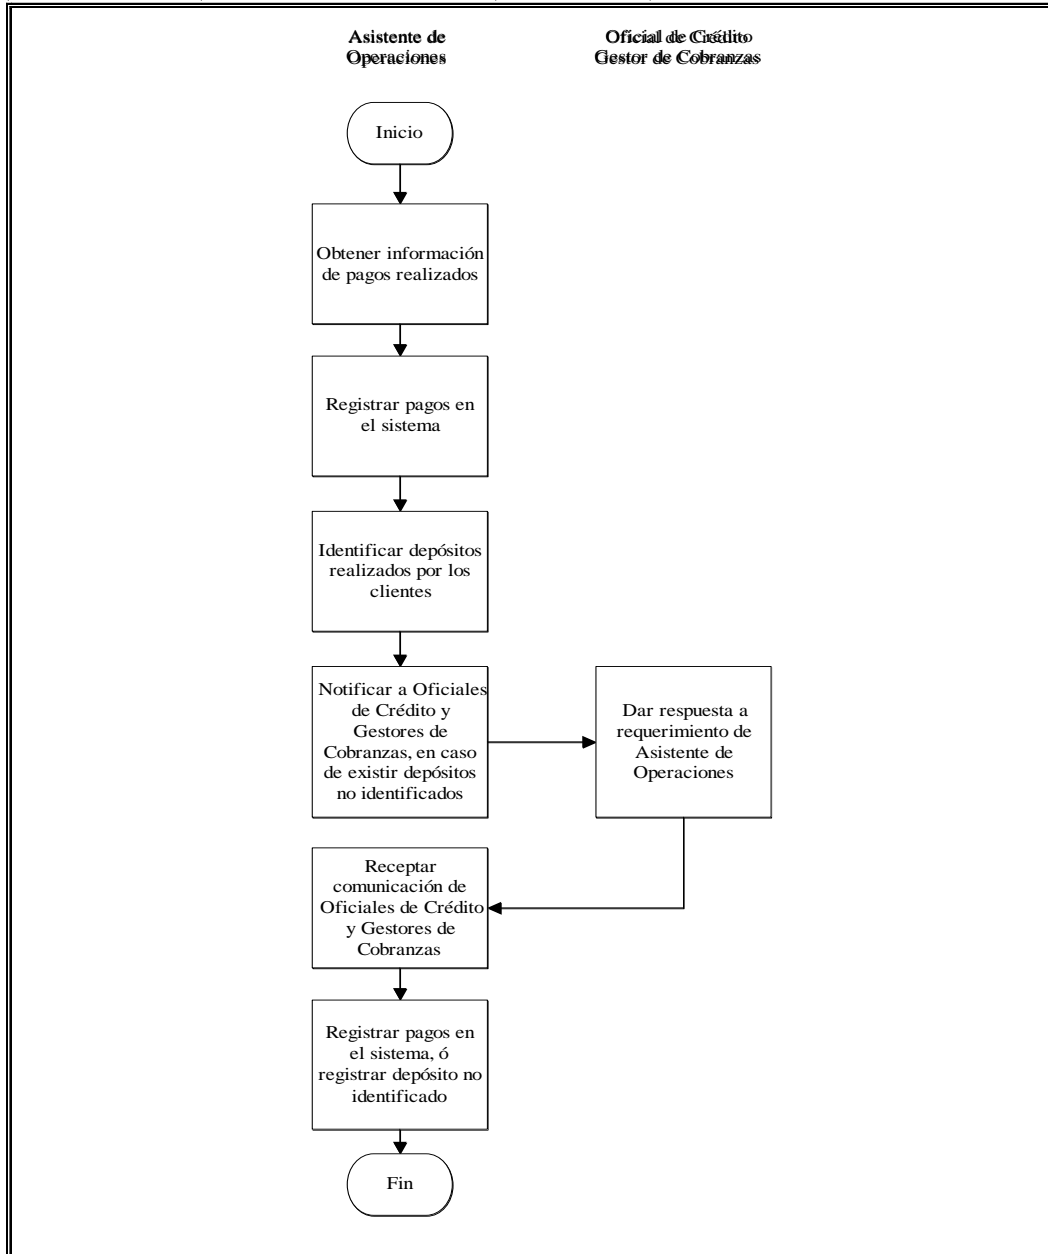 Asistente de
Operaciones
Oficial de Crédito
Gestor de Cobranzas
Inicio
Obtener información
de pagos realizados
Registrar pagos en
el sistema
Identificar depósitos
realizados por los
clientes
Notificar a Oficiales
de Crédito y
Gestores de
Cobranzas, en caso
de existir depósitos
no identificados
Dar respuesta a
requerimiento de
Asistente de
Operaciones
Receptar
comunicación de
Oficiales de Crédito
y Gestores de
Cobranzas
Registrar pagos en
el sistema, ó
registrar depósito no
identificado
Fin